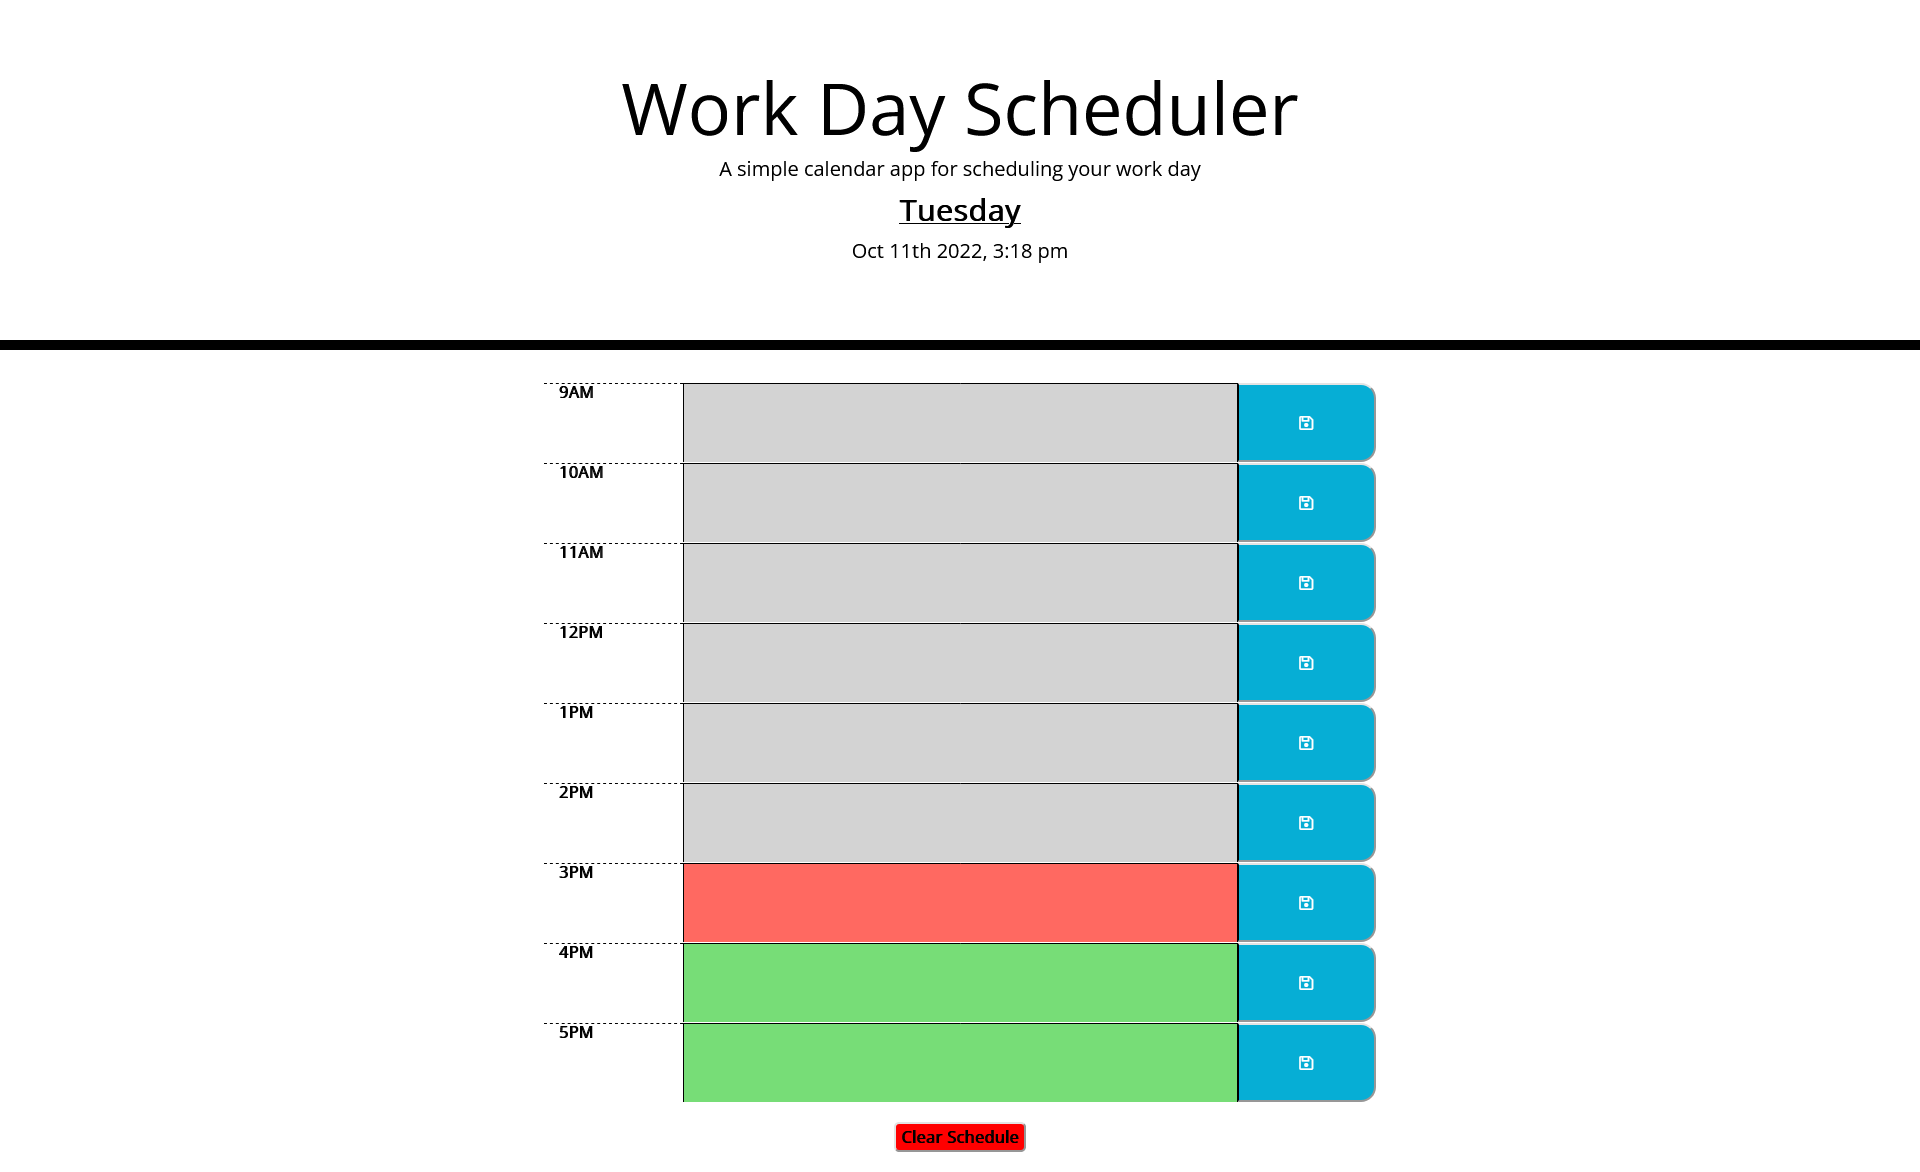 Work Day Scheduler
A simple calendar app for scheduling your work day
Tuesday
Oct 11th 2022, 3:18 pm
9AM
10AM
11AM
12PM
1PM
2PM
3PM
4PM
5PM
Clear Schedule